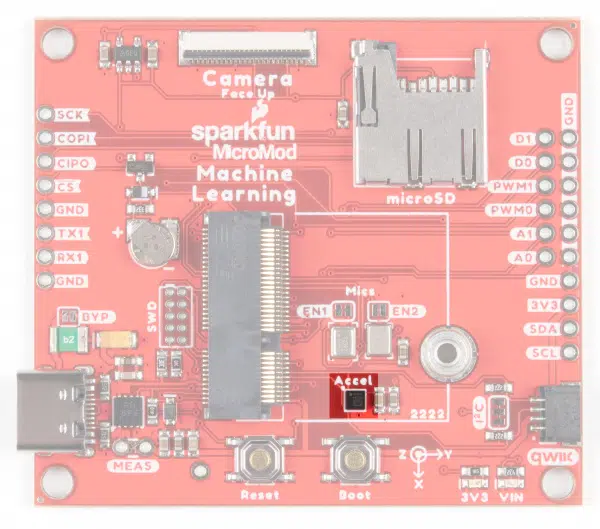 Camera
Face Up
sparkfun
MicroMod
Machine
Learning
microSD
SCK
COPI
CIPO
CS
GND
TX1
RX1
GND
GND
D1
D0
PWM1
PWM0
A1
A0
GND
3V3
SDA
SCL
+
BYP
b2
SWD
Mics
EN1
EN2
Accel
2222
I²C
qwiic
MEAS
Reset
Boot
Z
Y
X
3V3
VIN